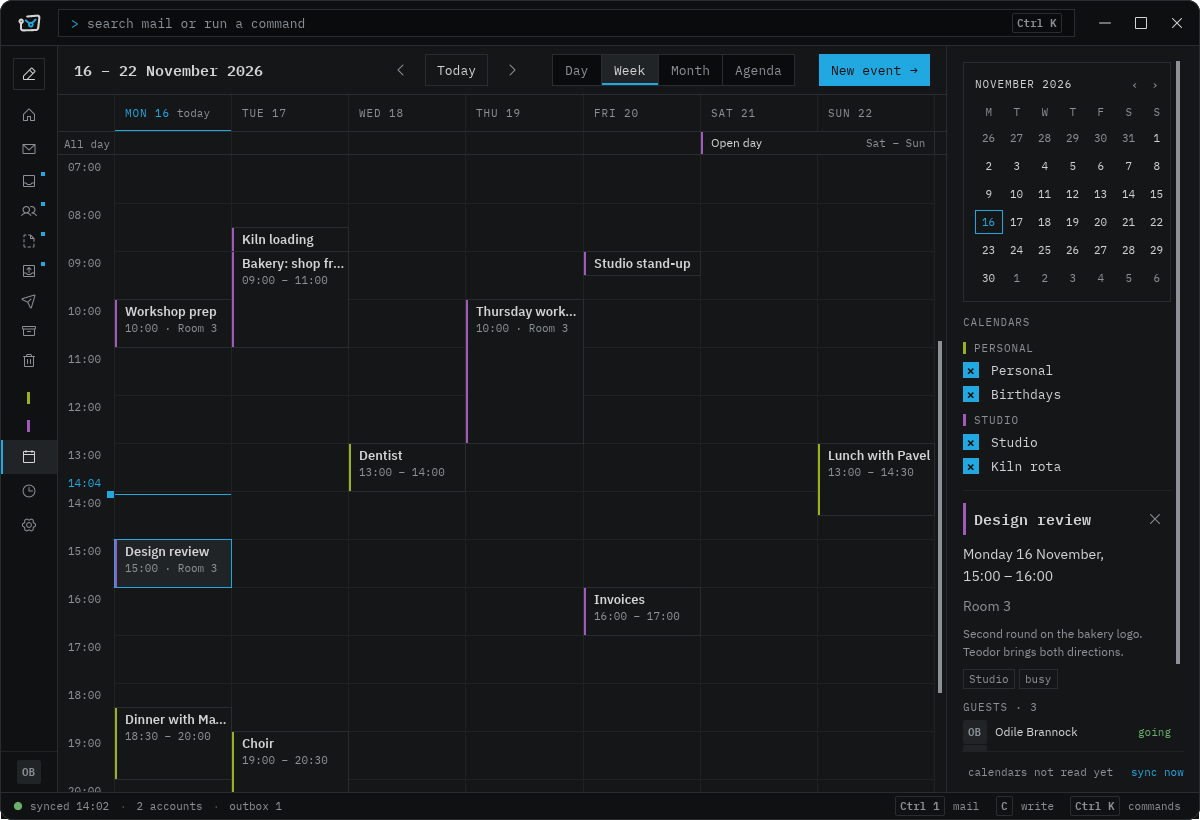 > search mail or run a command Ctrl K
16 – 22 November 2026
Today
Day Week Month Agenda
New event →
MON 16 today TUE 17 WED 18 THU 19 FRI 20 SAT 21 SUN 22
All day
Open day Sat – Sun
07:00
08:00
09:00
10:00
11:00
12:00
13:00
14:04
14:00
15:00
16:00
17:00
18:00
19:00
20:00
Workshop prep
10:00 · Room 3
Design review
15:00 · Room 3
Dinner with Ma...
18:30 – 20:00
Kiln loading
Bakery: shop fr...
09:00 – 11:00
Choir
19:00 – 20:30
Dentist
13:00 – 14:00
Thursday work...
10:00 · Room 3
Studio stand-up
Invoices
16:00 – 17:00
Lunch with Pavel
13:00 – 14:30
NOVEMBER 2026 ‹ ›
M T W T F S S
26 27 28 29 30 31 1
2 3 4 5 6 7 8
9 10 11 12 13 14 15
16 17 18 19 20 21 22
23 24 25 26 27 28 29
30 1 2 3 4 5 6
CALENDARS
PERSONAL
Personal
Birthdays
STUDIO
Studio
Kiln rota
Design review
Monday 16 November,
15:00 – 16:00
Room 3
Second round on the bakery logo.
Teodor brings both directions.
Studio busy
GUESTS · 3
OB Odile Brannock going
calendars not read yet sync now
OB
synced 14:02 · 2 accounts · outbox 1
Ctrl 1 mail C write Ctrl K commands